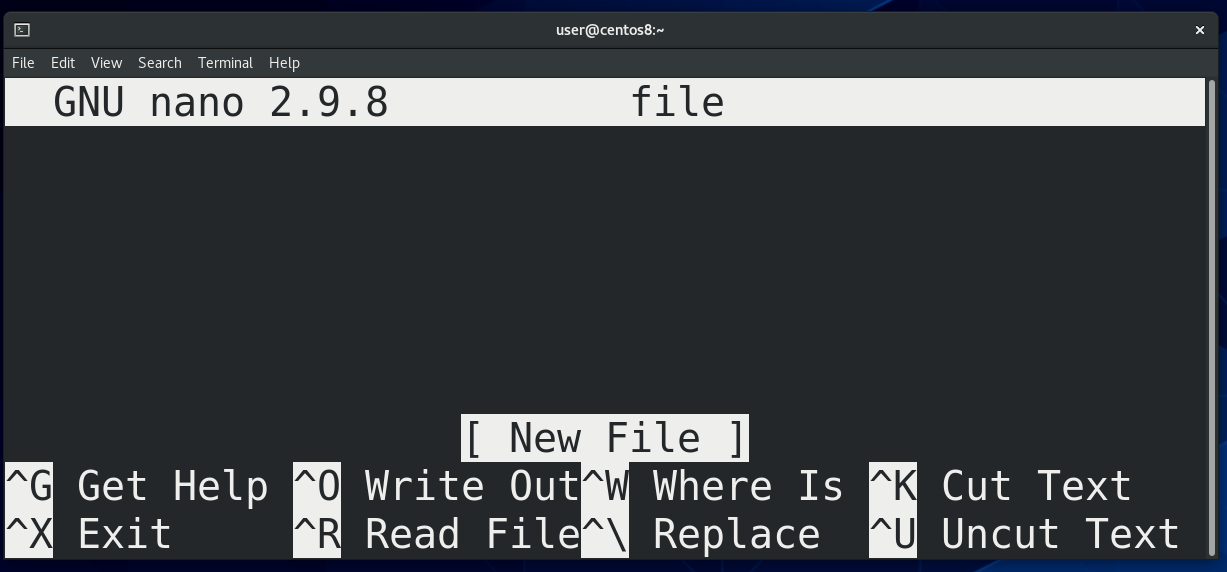 user@centos8:~
File Edit View Search Terminal Help
GNU nano 2.9.8 file
[ New File ]
^G Get Help ^O Write Out ^W Where Is ^K Cut Text
^X Exit ^R Read File ^\ Replace ^U Uncut Text